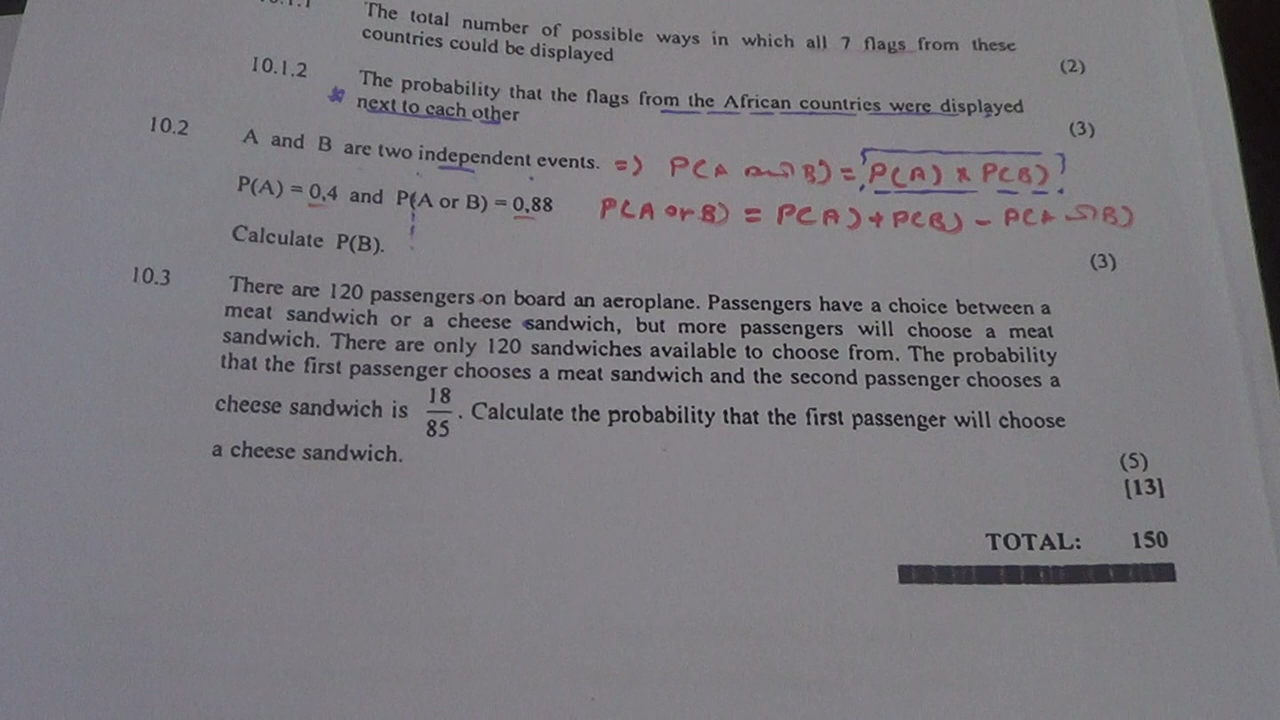 The total number of possible ways in which all 7 flags from these
countries could be displayed
(2)
10.1.2 The probability that the flags from the African countries were displayed
next to each other
(3)
10.2 A and B are two independent events. => P(A and B) = P(A) x P(B)
P(A) = 0,4 and P(A or B) = 0,88 P(A or B) = P(A) + P(B) - P(A B)
Calculate P(B).
(3)
10.3 There are 120 passengers on board an aeroplane. Passengers have a choice between a
meat sandwich or a cheese sandwich, but more passengers will choose a meat
sandwich. There are only 120 sandwiches available to choose from. The probability
that the first passenger chooses a meat sandwich and the second passenger chooses a
cheese sandwich is 18/85. Calculate the probability that the first passenger will choose
a cheese sandwich.
(5)
[13]
TOTAL: 150